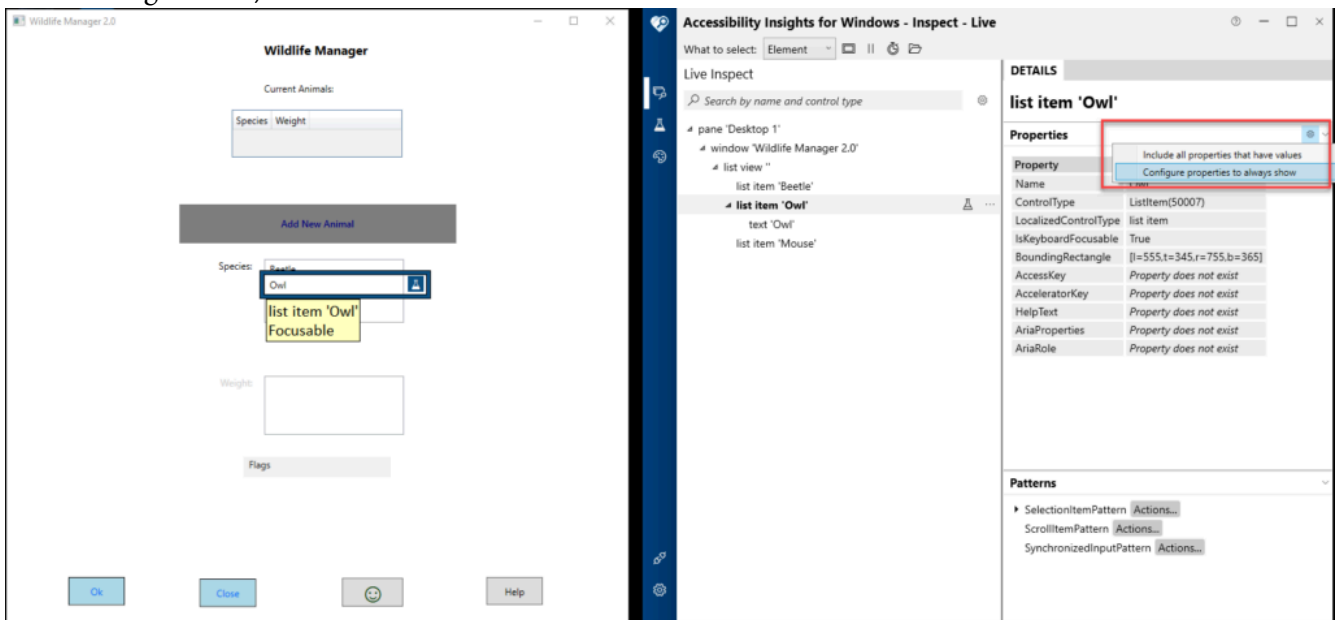 Wildlife Manager 2.0
Wildlife Manager
Current Animals:
Species Weight
Add New Animal
Species:
Beetle
Owl
list item 'Owl'
Focusable
Weight:
Flags
Ok
Close
Help
Accessibility Insights for Windows - Inspect - Live
What to select: Element
Live Inspect
Search by name and control type
pane 'Desktop 1'
window 'Wildlife Manager 2.0'
list view ''
list item 'Beetle'
list item 'Owl'
text 'Owl'
list item 'Mouse'
DETAILS
list item 'Owl'
Properties
Include all properties that have values
Configure properties to always show
Property
Name
ControlType ListItem(50007)
LocalizedControlType list item
IsKeyboardFocusable True
BoundingRectangle [l=555,t=345,r=755,b=365]
AccessKey Property does not exist
AcceleratorKey Property does not exist
HelpText Property does not exist
AriaProperties Property does not exist
AriaRole Property does not exist
Patterns
SelectionItemPattern Actions...
ScrollItemPattern Actions...
SynchronizedInputPattern Actions...